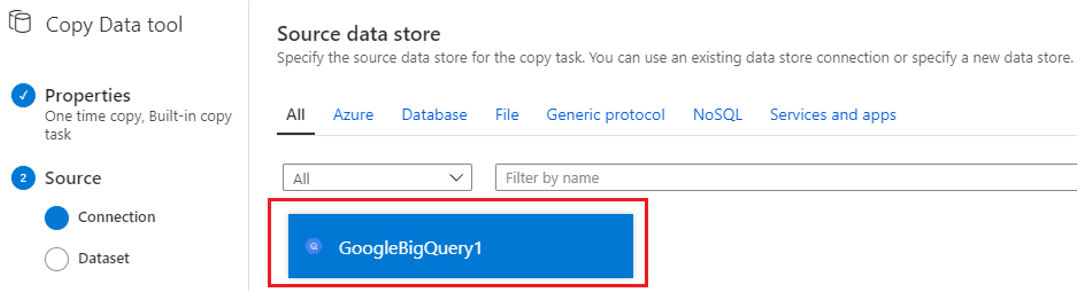 Copy Data tool
Properties
One time copy, Built-in copy
task
2
Source
Connection
Dataset
Source data store
Specify the source data store for the copy task. You can use an existing data store connection or specify a new data store.
All Azure Database File Generic protocol NoSQL Services and apps
All Filter by name
GoogleBigQuery1